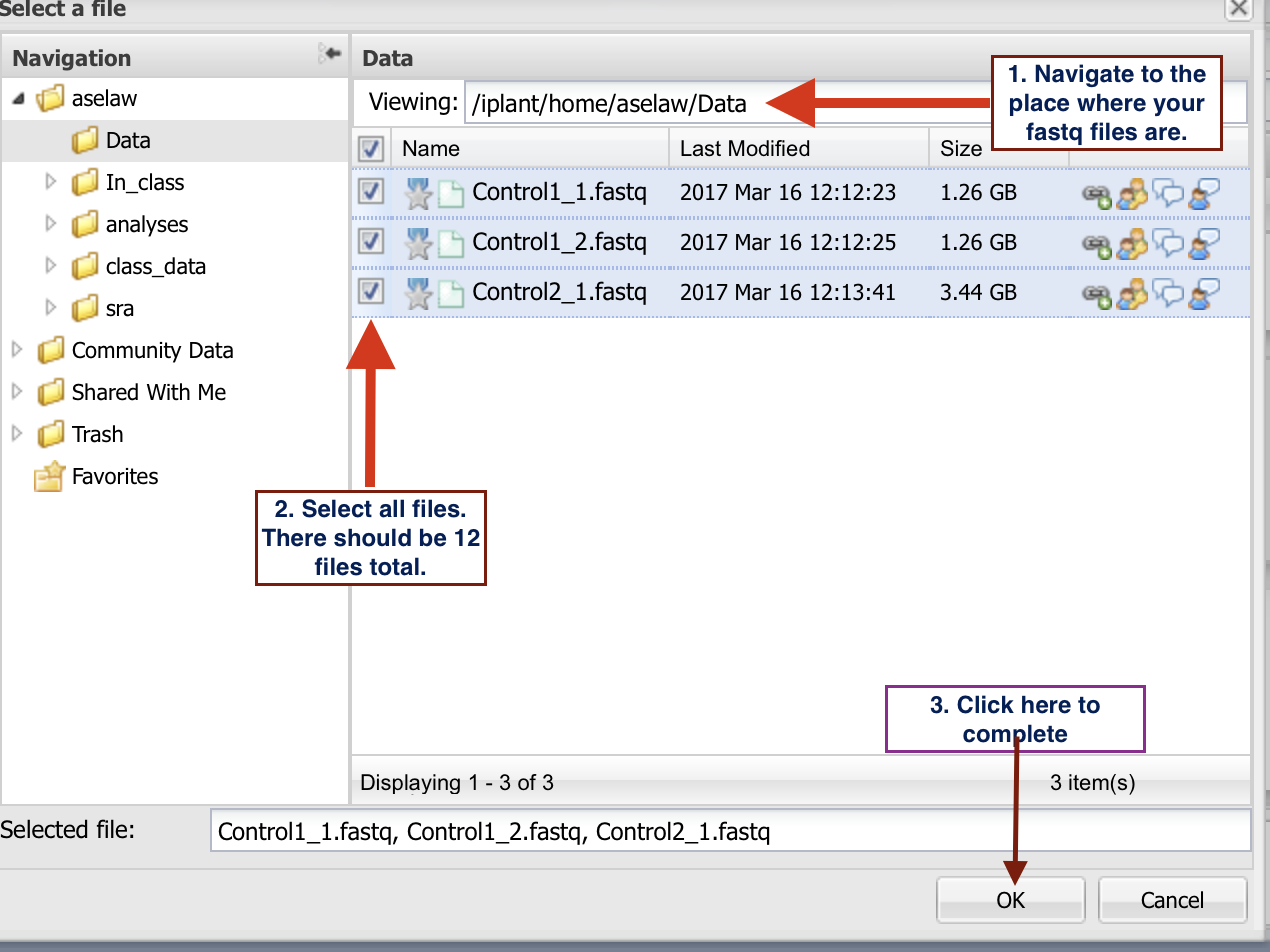 Select a file
Navigation
aselaw
Data
In_class
analyses
class_data
sra
Community Data
Shared With Me
Trash
Favorites
Data
Viewing: /iplant/home/aselaw/Data
1. Navigate to the
place where your
fastq files are.
Name Last Modified Size
Control1_1.fastq 2017 Mar 16 12:12:23 1.26 GB
Control1_2.fastq 2017 Mar 16 12:12:25 1.26 GB
Control2_1.fastq 2017 Mar 16 12:13:41 3.44 GB
2. Select all files.
There should be 12
files total.
3. Click here to
complete
Displaying 1 - 3 of 3 3 item(s)
Selected file: Control1_1.fastq, Control1_2.fastq, Control2_1.fastq
OK Cancel